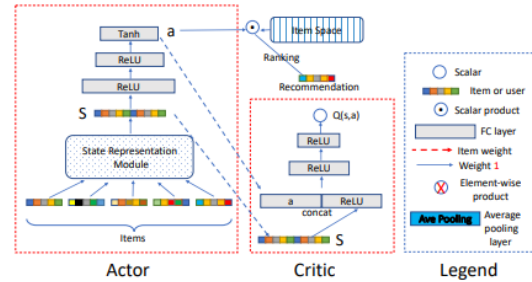 Tanh
a
Item Space
ReLU
Ranking
ReLU
Recommendation
S
State Representation
Module
Items
Actor
Q(s,a)
ReLU
ReLU
a
ReLU
concat
S
Critic
Scalar
Item or user
Scalar product
FC layer
Item weight
Weight 1
Element-wise
product
Ave Pooling
Average
pooling
layer
Legend